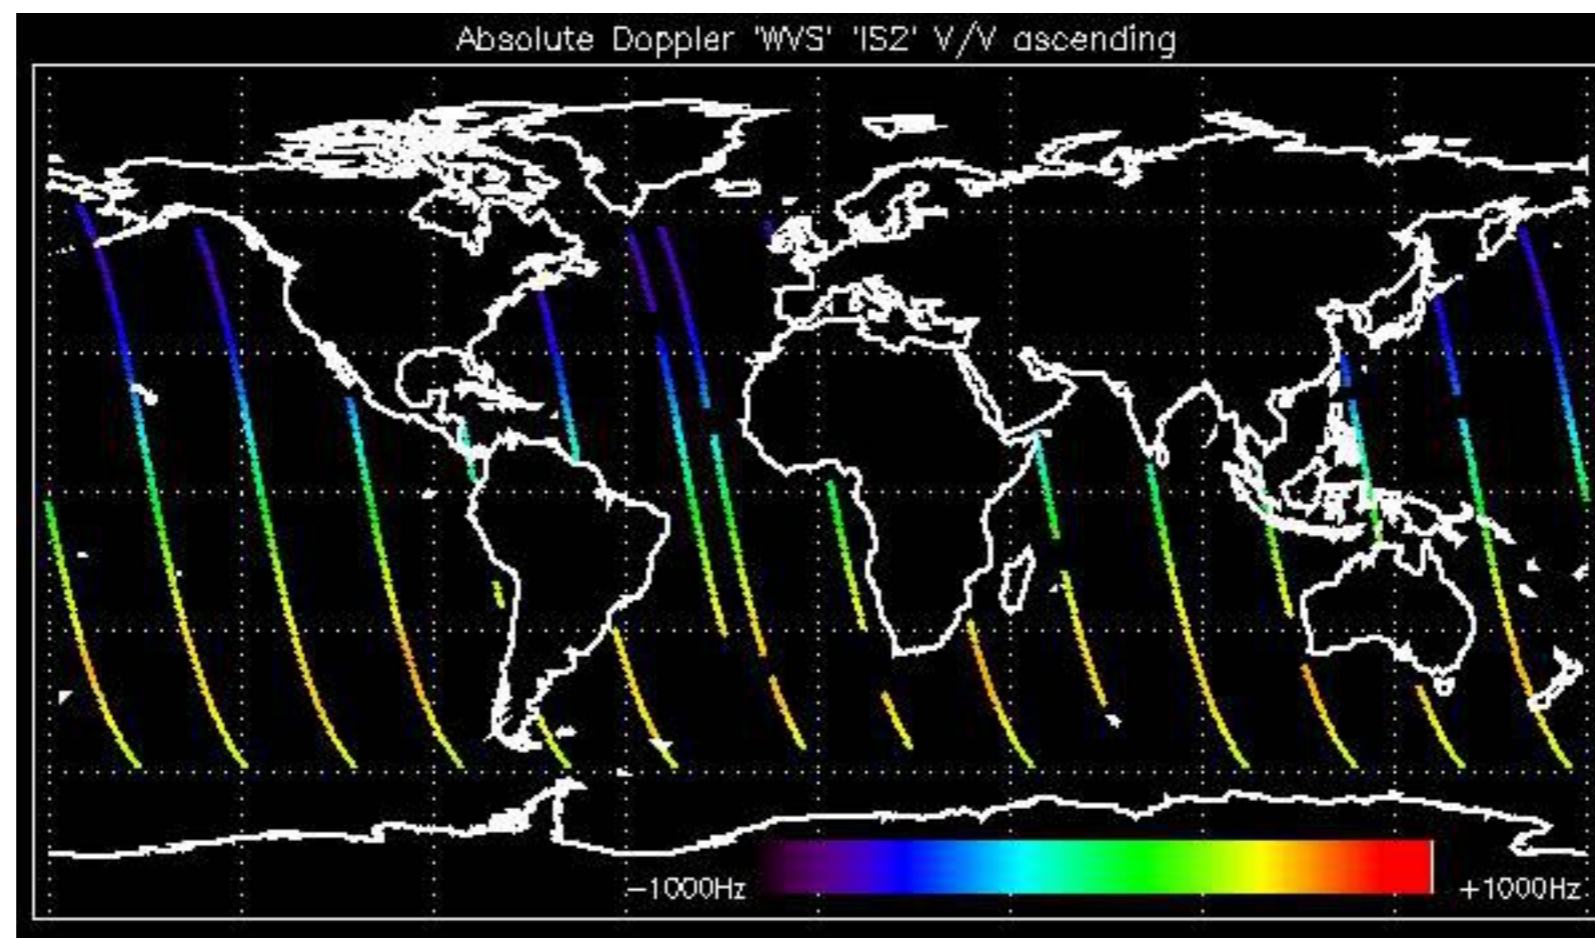 Absolute Doppler 'WVS' 'IS2' V/V ascending
−1000Hz +1000Hz